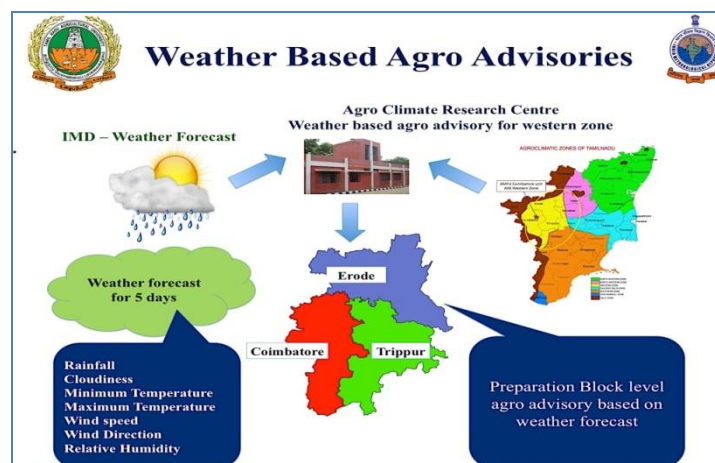 Weather Based Agro Advisories
Agro Climate Research Centre
Weather based agro advisory for western zone
IMD – Weather Forecast
AGROCLIMATIC ZONES OF TAMILNADU
Weather forecast
for 5 days
Erode
Coimbatore
Trippur
Rainfall
Cloudiness
Minimum Temperature
Maximum Temperature
Wind speed
Wind Direction
Relative Humidity
Preparation Block level
agro advisory based on
weather forecast